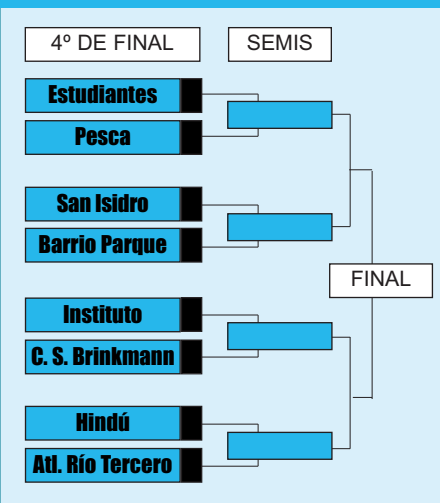 4º DE FINAL
SEMIS
Estudiantes
Pesca
San Isidro
Barrio Parque
FINAL
Instituto
C. S. Brinkmann
Hindú
Atl. Río Tercero